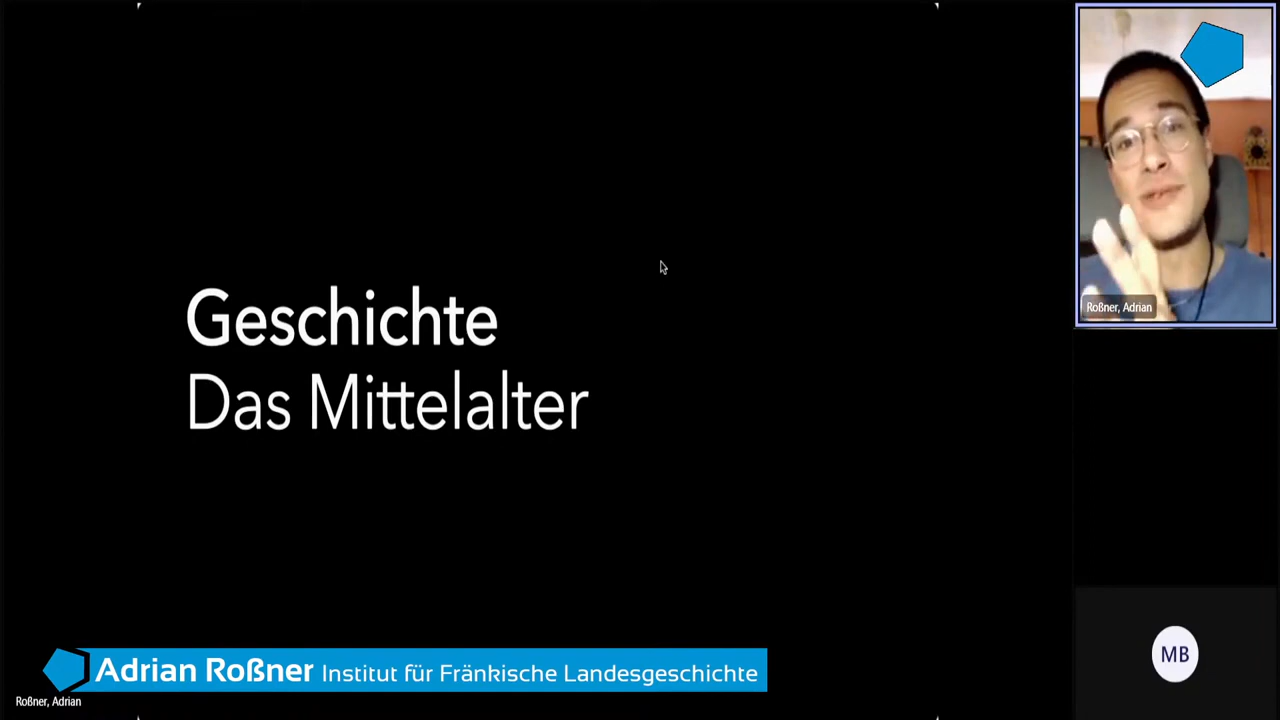 Geschichte
Das Mittelalter
Roßner, Adrian
MB
Adrian Roßner Institut für Fränkische Landesgeschichte
Roßner, Adrian